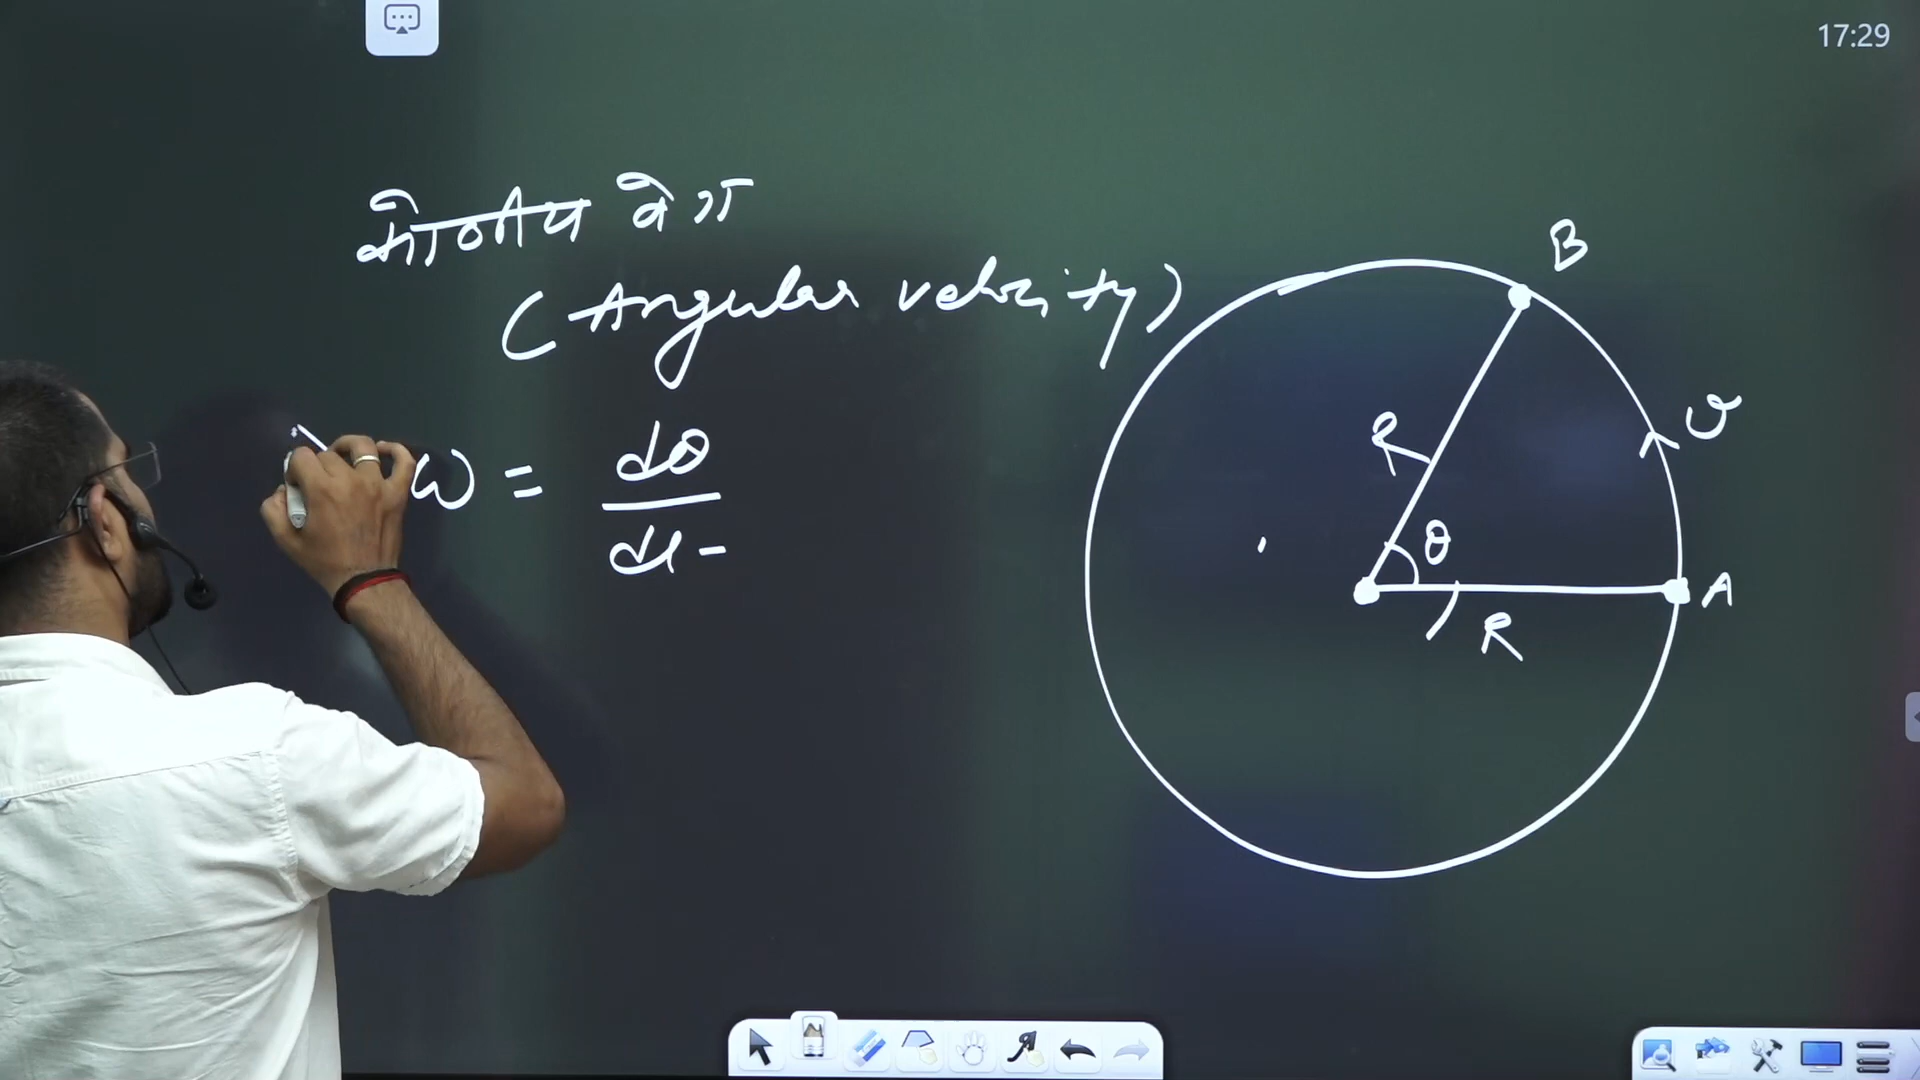 17:29
कोणीय वेग
(Angular velocity)
ω = dθ/dt
B
v
R
θ
A
R